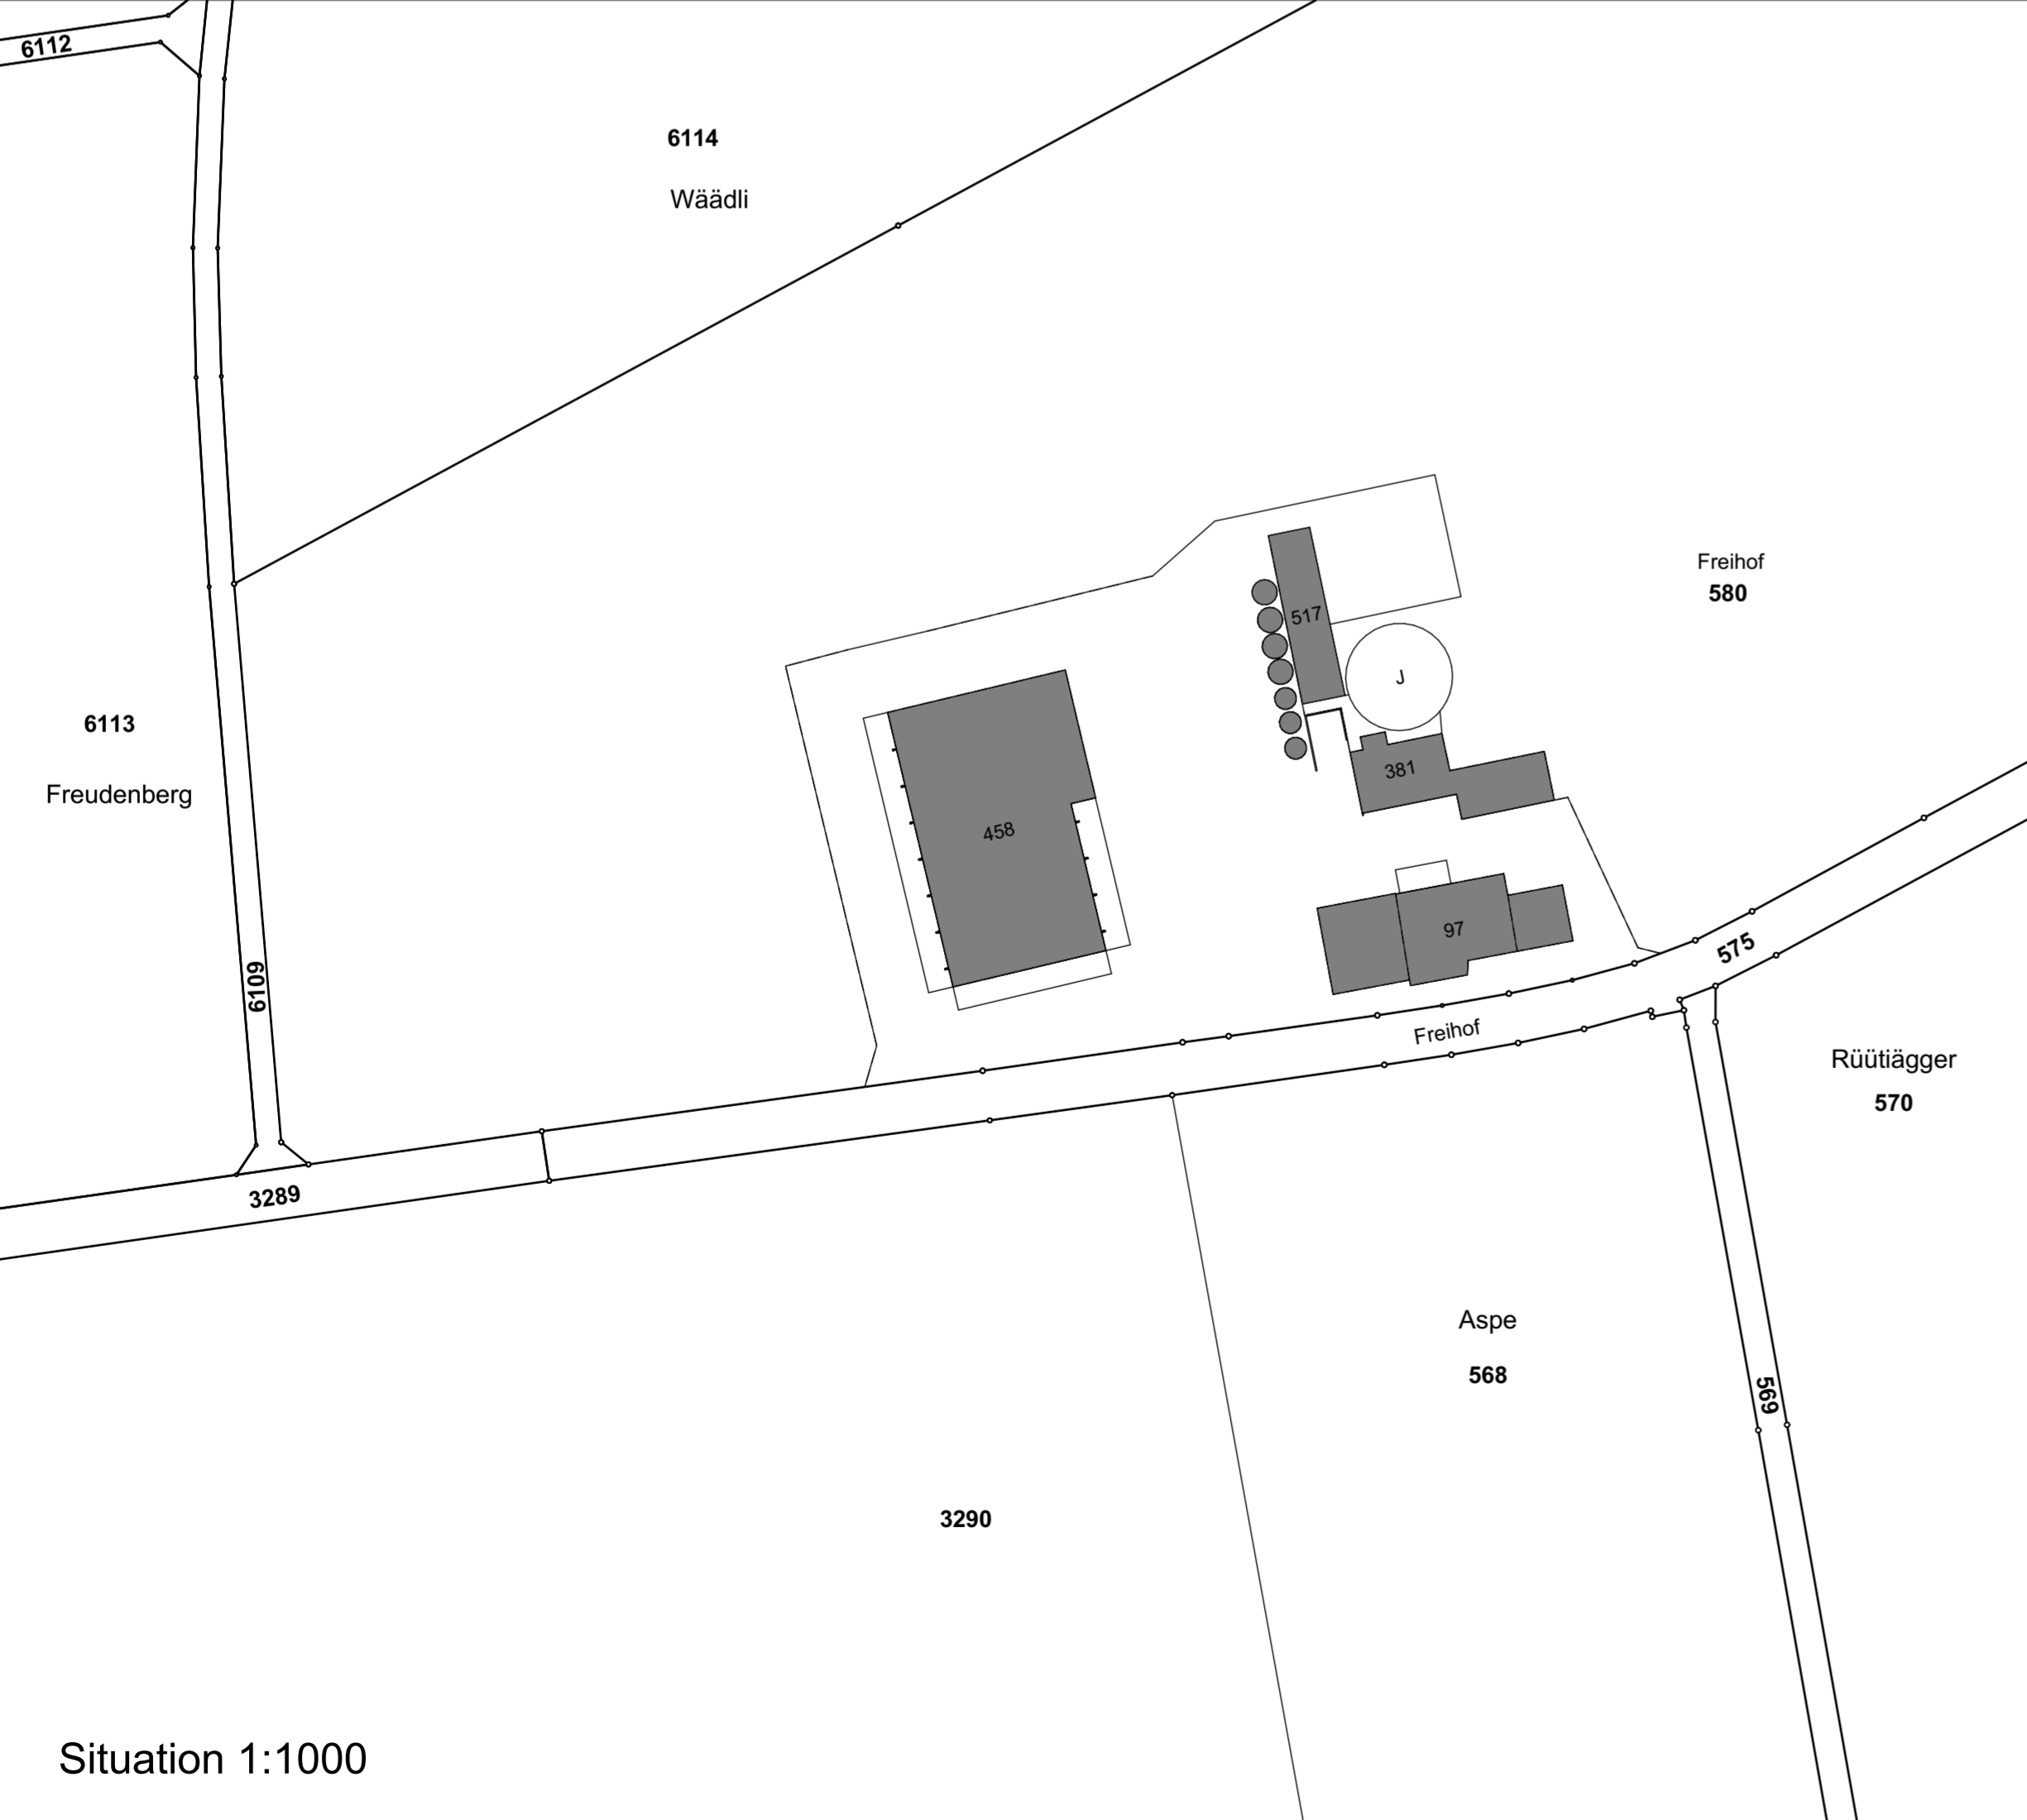 6112
6114
Wäädli
Freihof
580
517
J
6113
Freudenberg
381
458
97
575
6109
Freihof
Rüütiägger
570
3289
Aspe
568
569
3290
Situation 1:1000